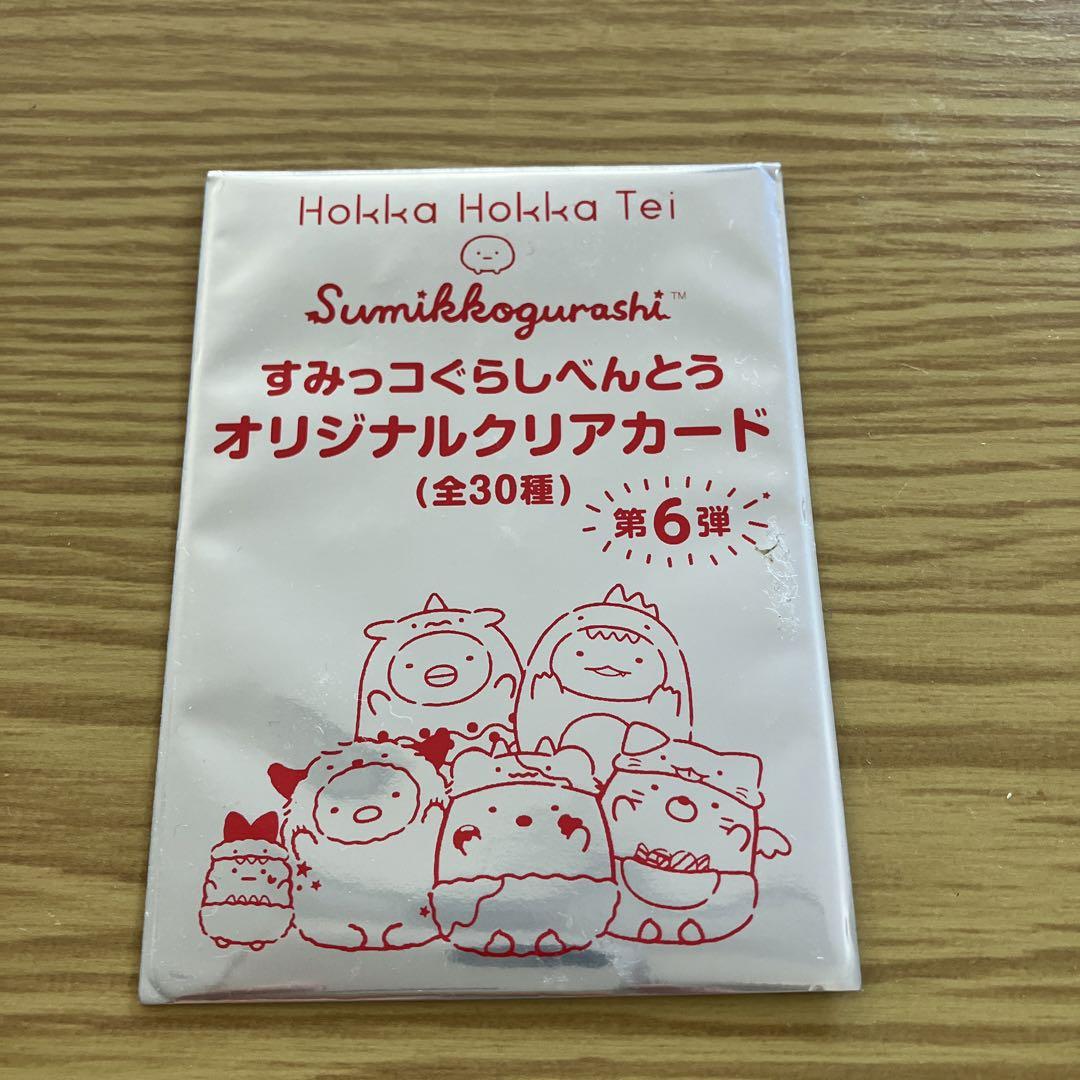 Hokka Hokka Tei
Sumikkogurashi™
すみっコぐらしべんとう
オリジナルクリアカード
(全30種)
第6弾